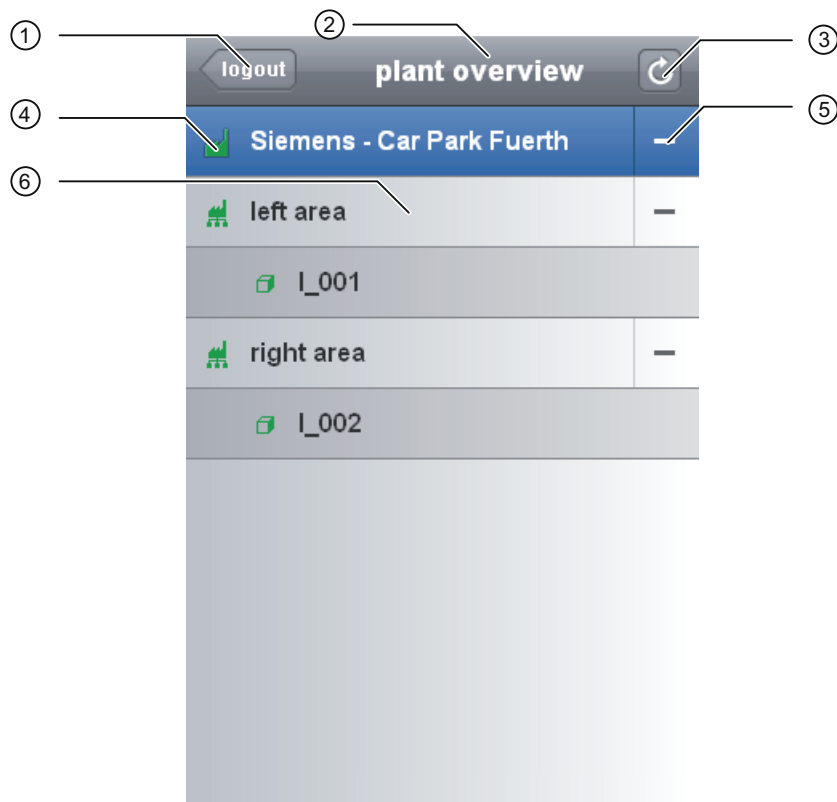 ① ② ③
logout plant overview
④ ⑤
Siemens - Car Park Fuerth
⑥
left area
l_001
right area
l_002